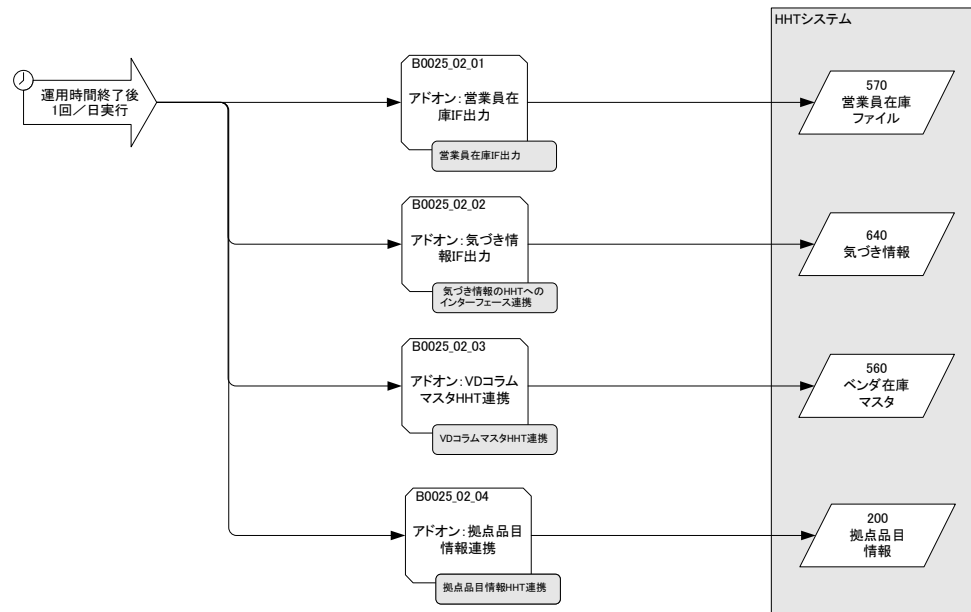 HHTシステム
運用時間終了後
1回／日実行
B0025_02_01
アドオン：営業員在
庫IF出力
営業員在庫IF出力
570
営業員在庫
ファイル
B0025_02_02
アドオン：気づき情
報IF出力
気づき情報のHHTへの
インターフェース連携
640
気づき情報
B0025_02_03
アドオン：VDコラム
マスタHHT連携
VDコラムマスタHHT連携
560
ベンダ在庫
マスタ
B0025_02_04
アドオン：拠点品目
情報連携
拠点品目情報HHT連携
200
拠点品目
情報